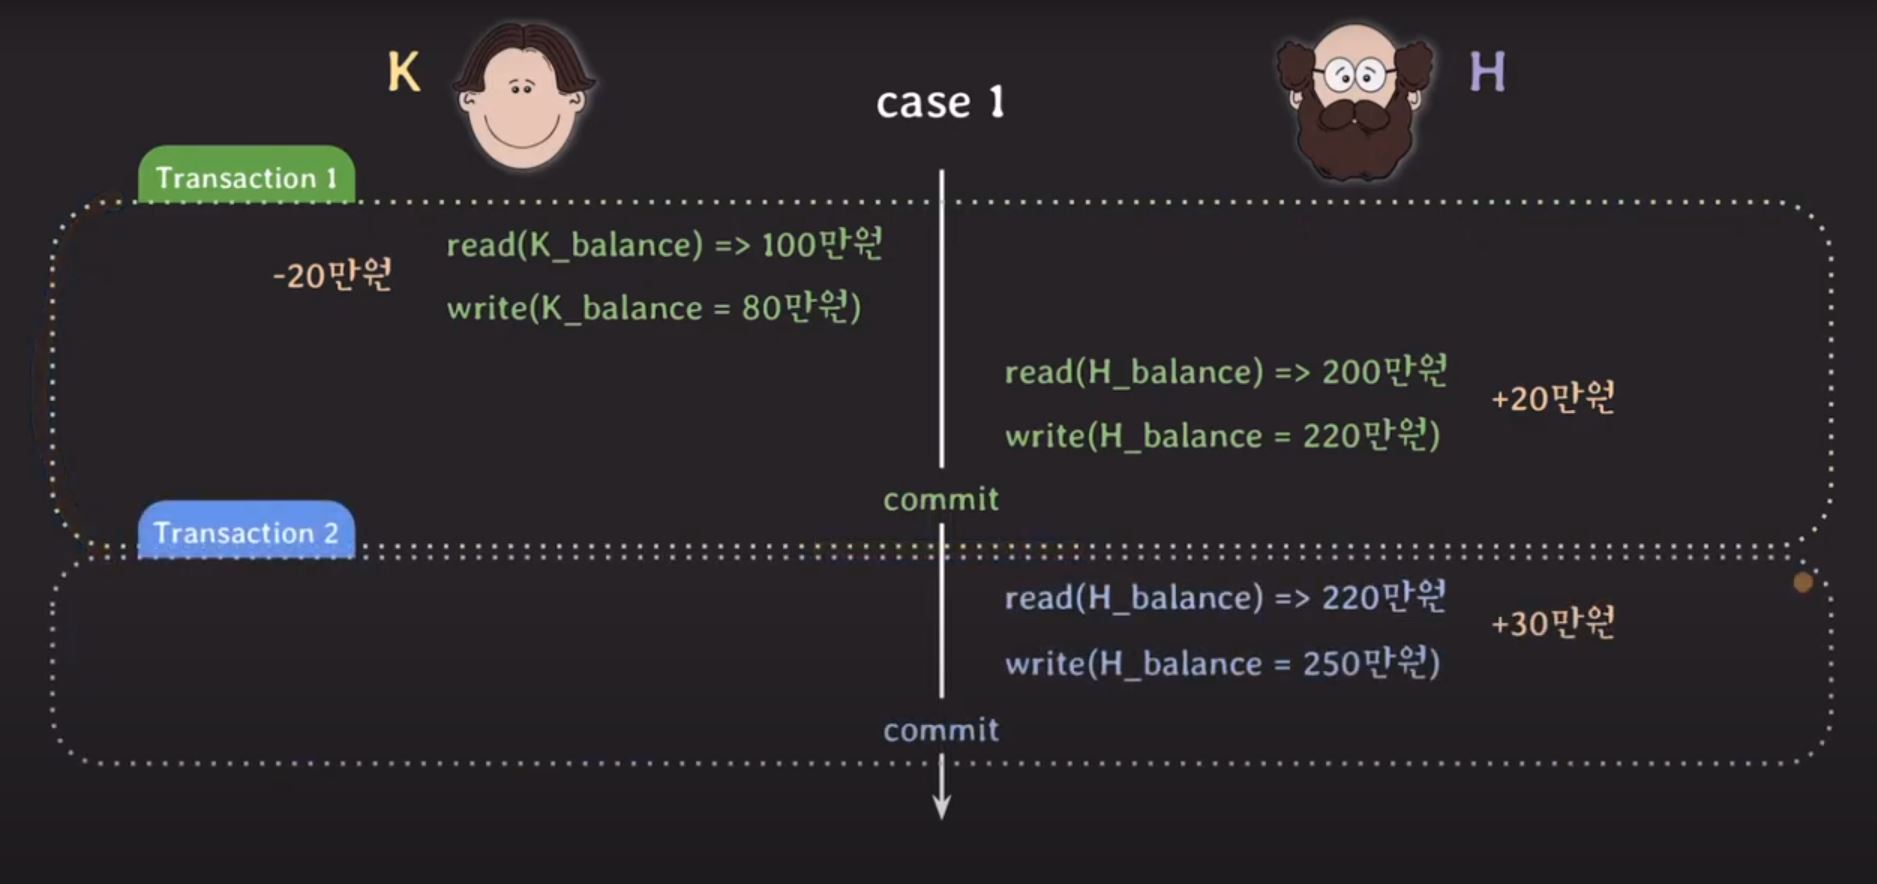 K
H
case 1
Transaction 1
read(K_balance) => 100만원
-20만원
write(K_balance = 80만원)
read(H_balance) => 200만원
+20만원
write(H_balance = 220만원)
commit
Transaction 2
read(H_balance) => 220만원
+30만원
write(H_balance = 250만원)
commit